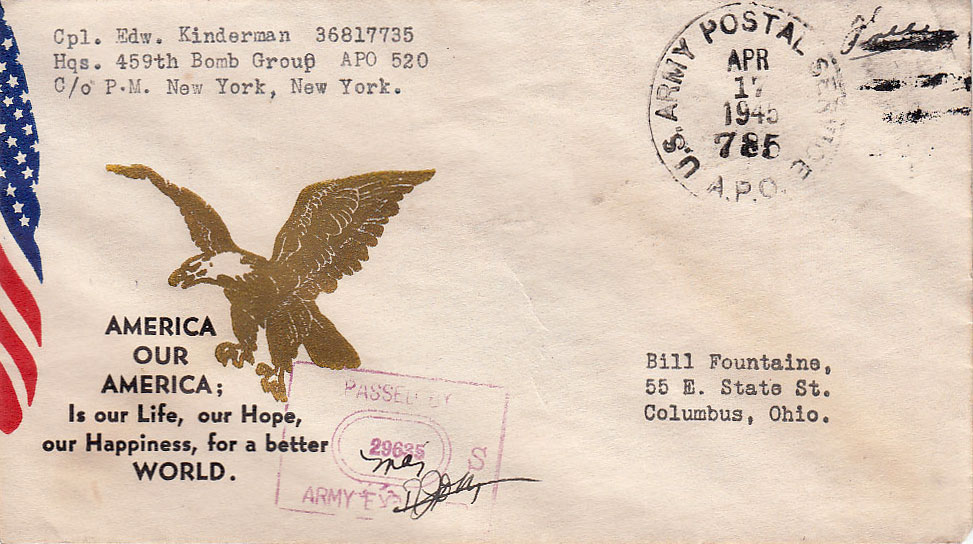 Cpl. Edw. Kinderman 36817735
Hqs. 459th Bomb Group APO 520
C/o P.M. New York, New York.
U.S. ARMY POSTAL SERVICE
APR
17
1945
785
A.P.O.
AMERICA
OUR
AMERICA;
Is our Life, our Hope,
our Happiness, for a better
WORLD.
Bill Fountaine,
55 E. State St.
Columbus, Ohio.
PASSED BY
29635
S
ARMY